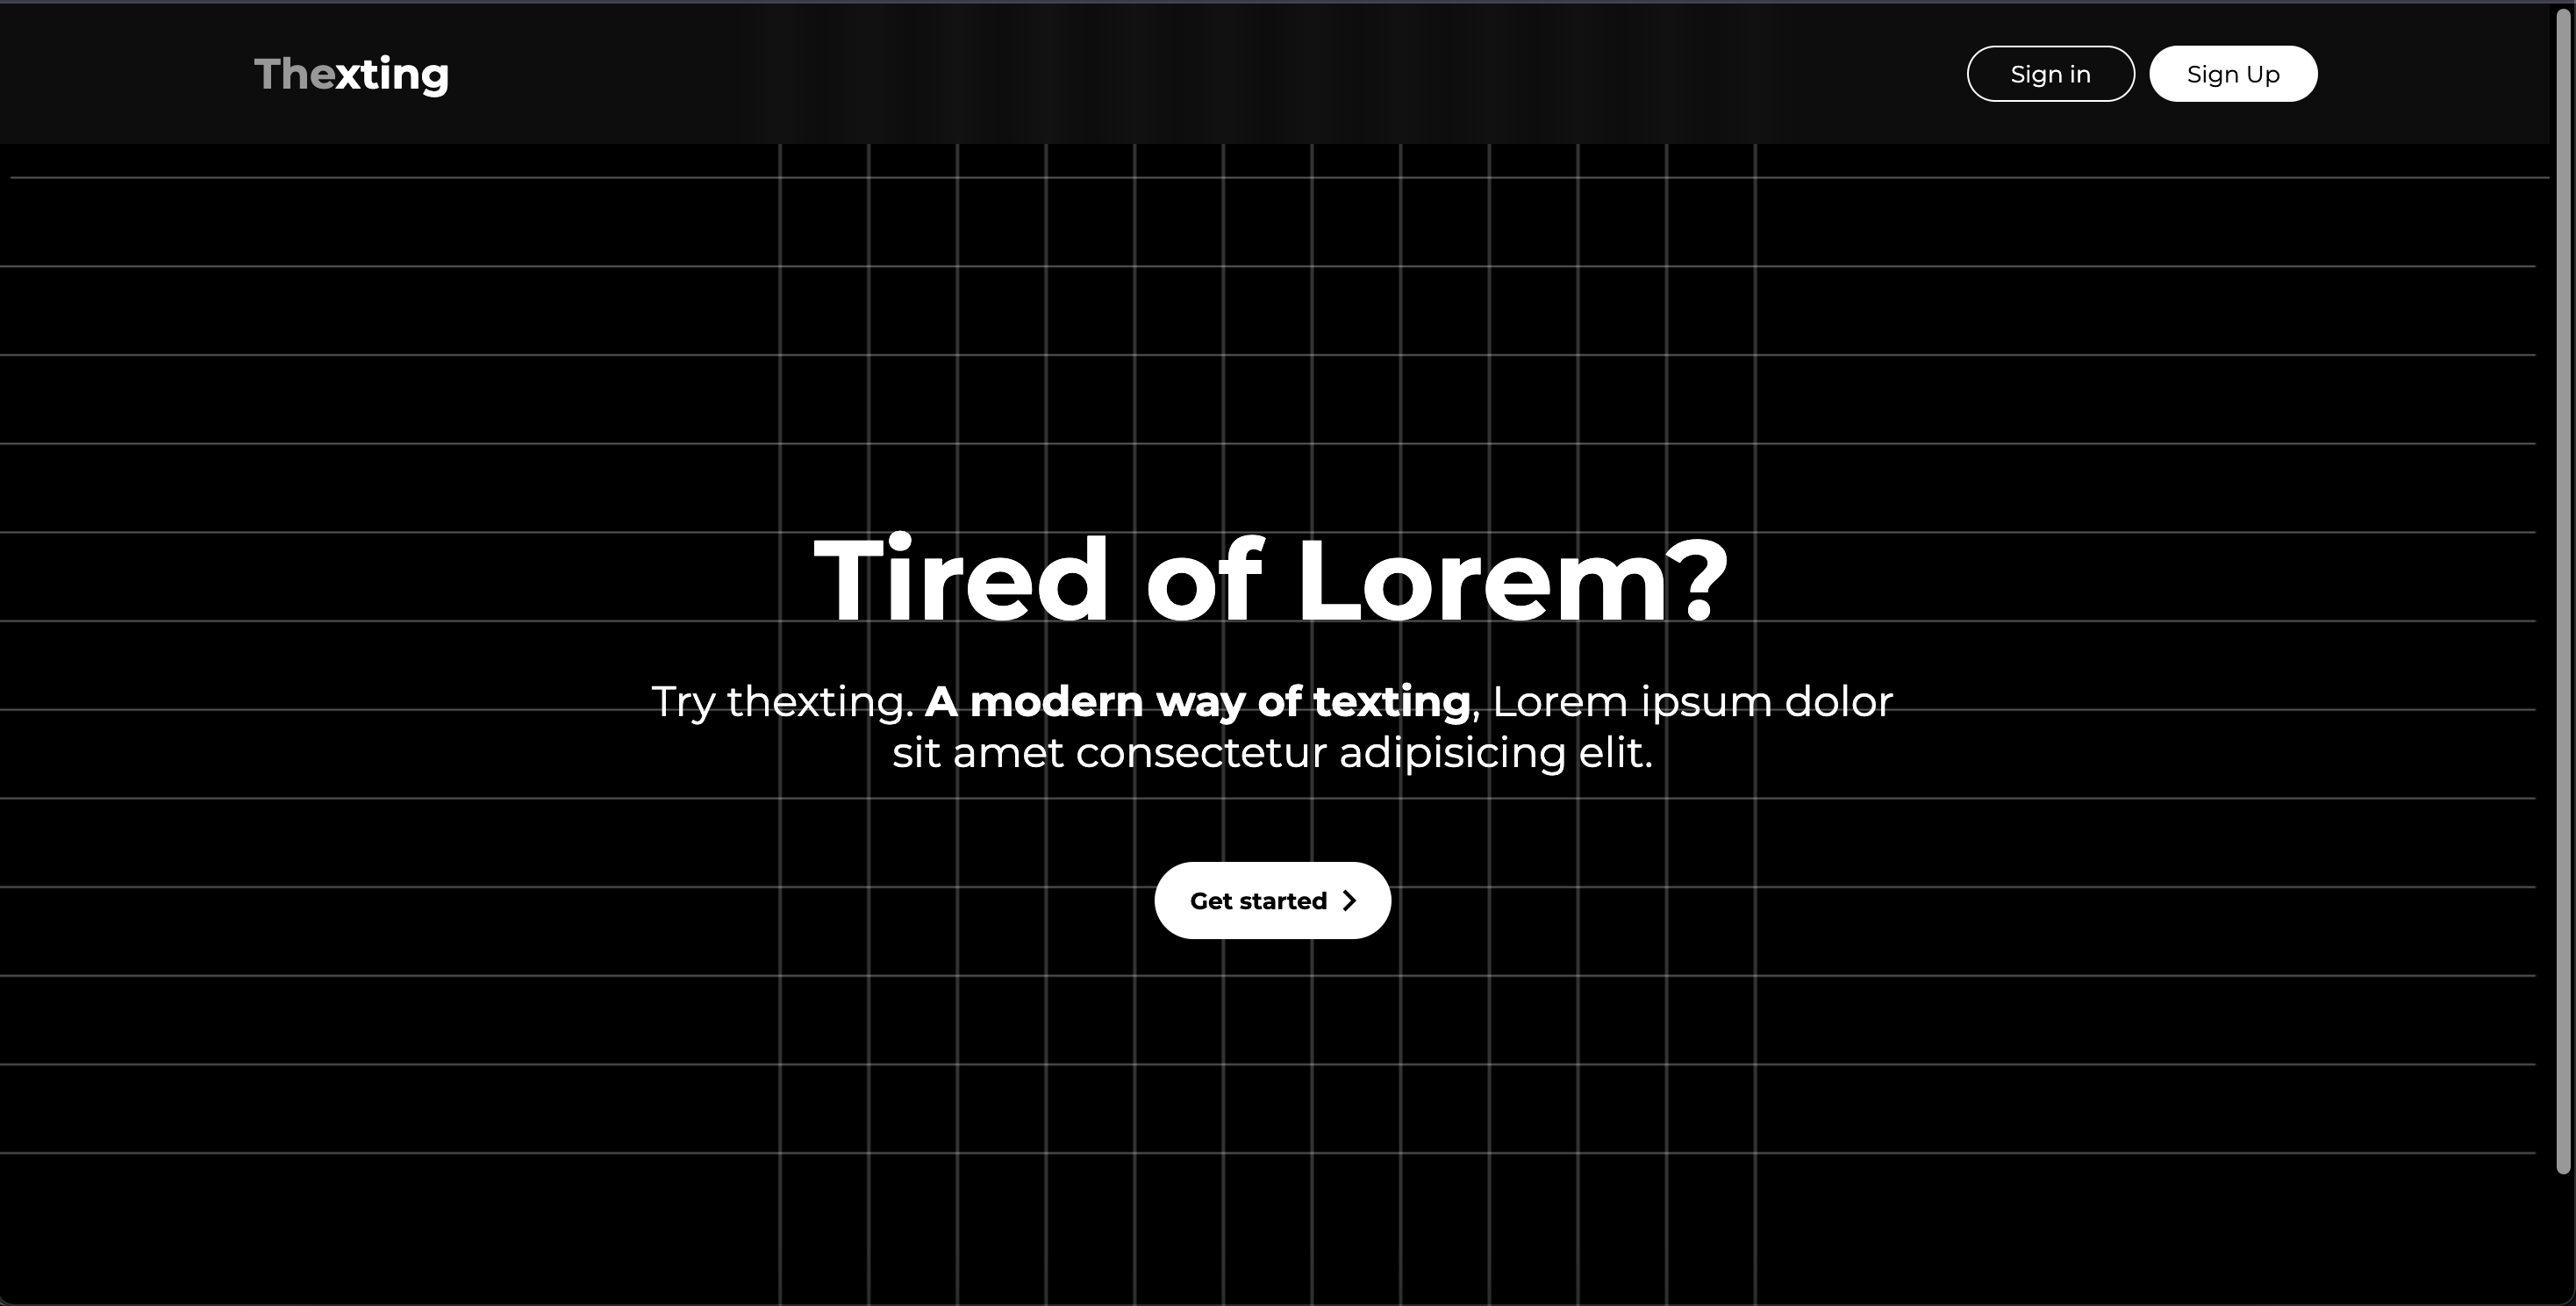 Thexting
Sign in
Sign Up
Tired of Lorem?
Try thexting. A modern way of texting, Lorem ipsum dolor
sit amet consectetur adipisicing elit.
Get started